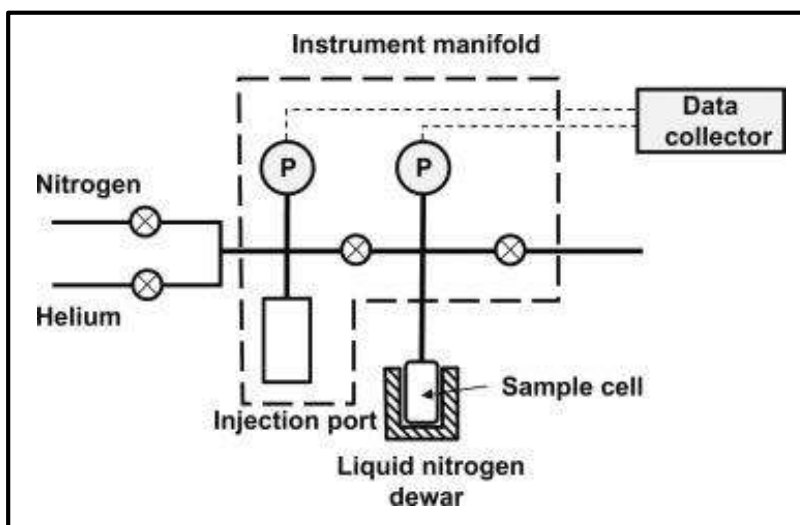 Instrument manifold
Data
collector
P
P
Nitrogen
Helium
Sample cell
Injection port
Liquid nitrogen
dewar